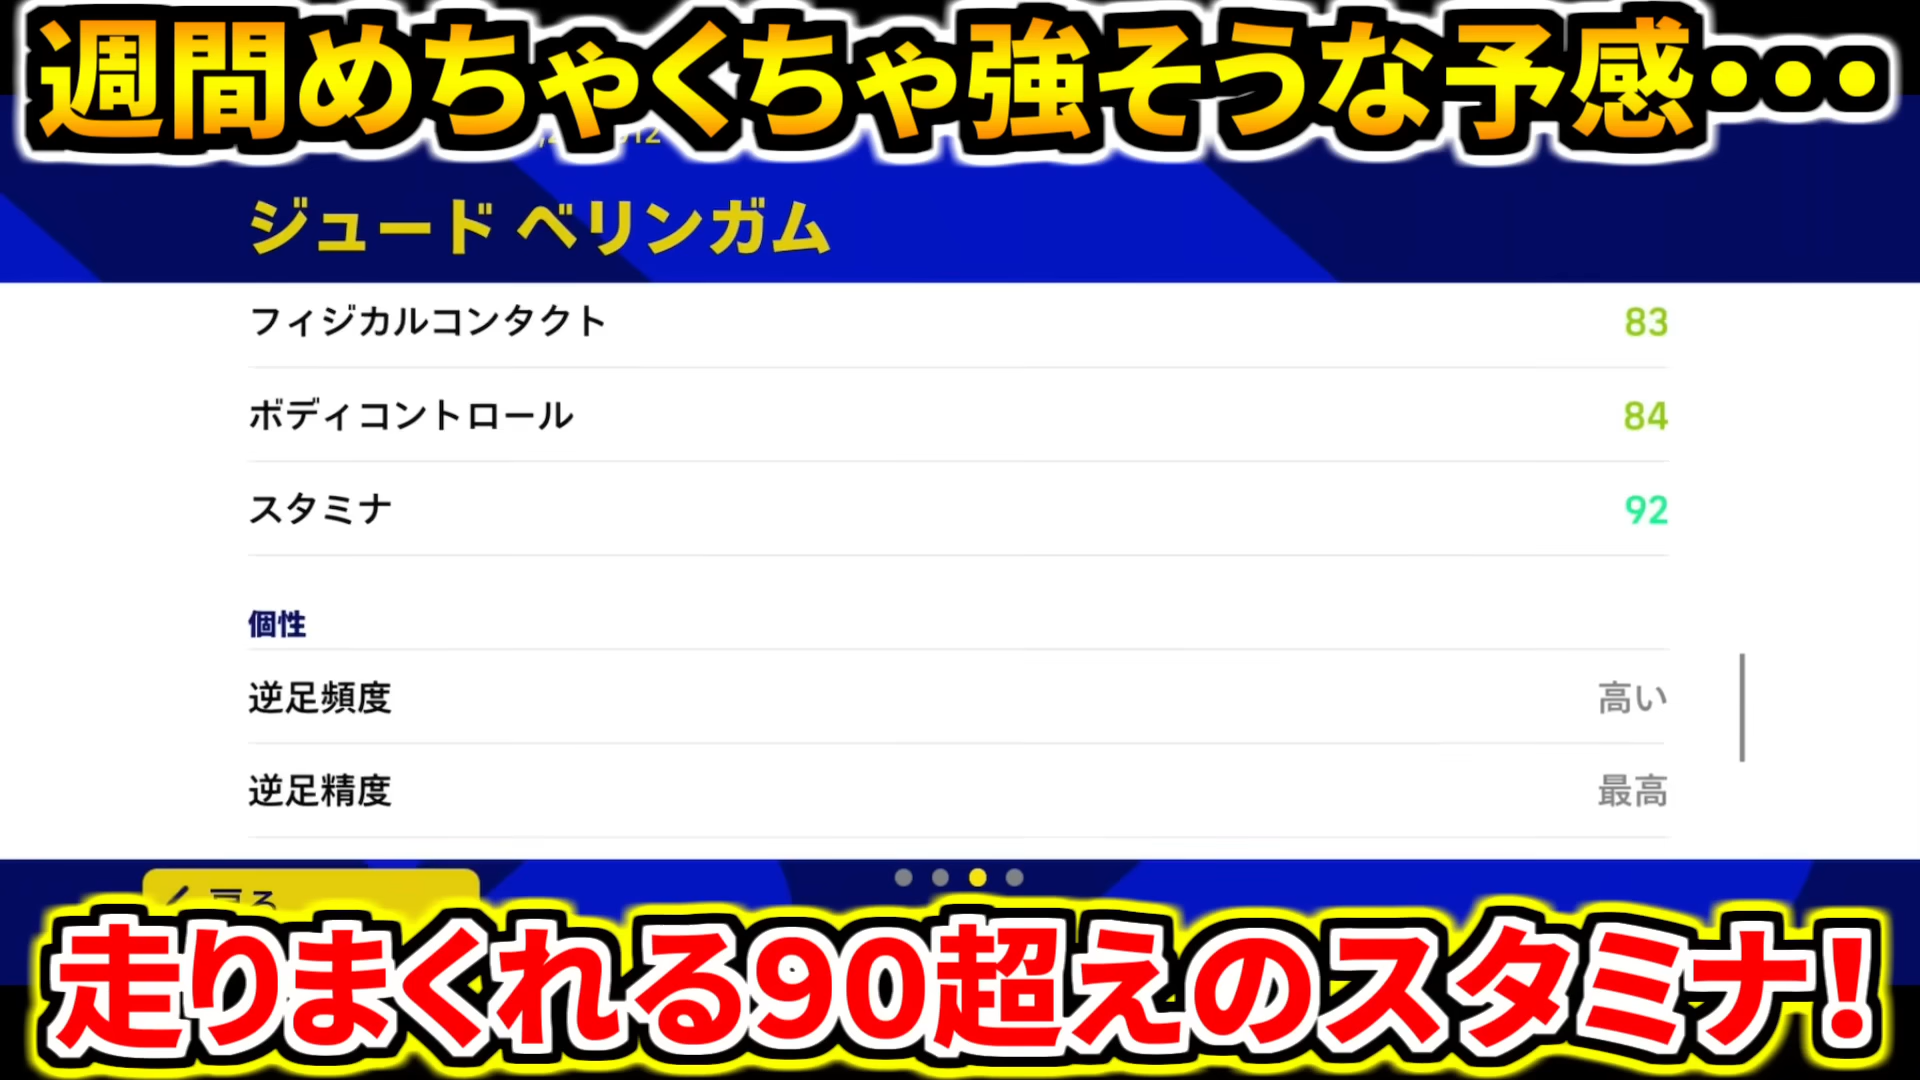 週間めちゃくちゃ強そうな予感・・・
ジュード ベリンガム
フィジカルコンタクト 83
ボディコントロール 84
スタミナ 92
個性
逆足頻度 高い
逆足精度 最高
戻る
走りまくれる90超えのスタミナ!